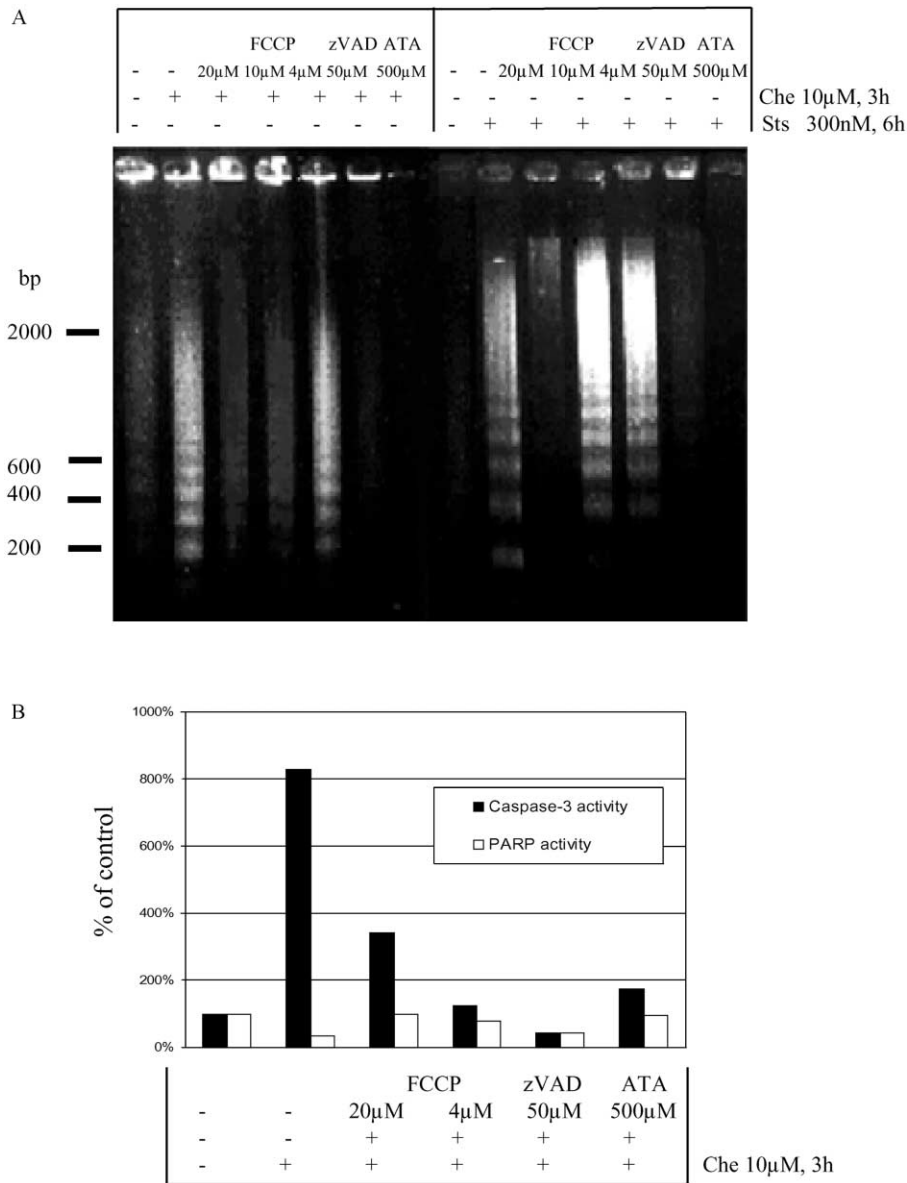 A
FCCP zVAD ATA FCCP zVAD ATA
- - 20µM 10µM 4µM 50µM 500µM - - 20µM 10µM 4µM 50µM 500µM
- + + + + + + - - - - - - - Che 10µM, 3h
- - - - - - - - + + + + + + Sts 300nM, 6h
bp
2000
600
400
200
B
1000%
800%
600%
400%
200%
0%
% of control
Caspase-3 activity
PARP activity
FCCP zVAD ATA
- - 20µM 4µM 50µM 500µM
- - + + + +
- + + + + + Che 10µM, 3h